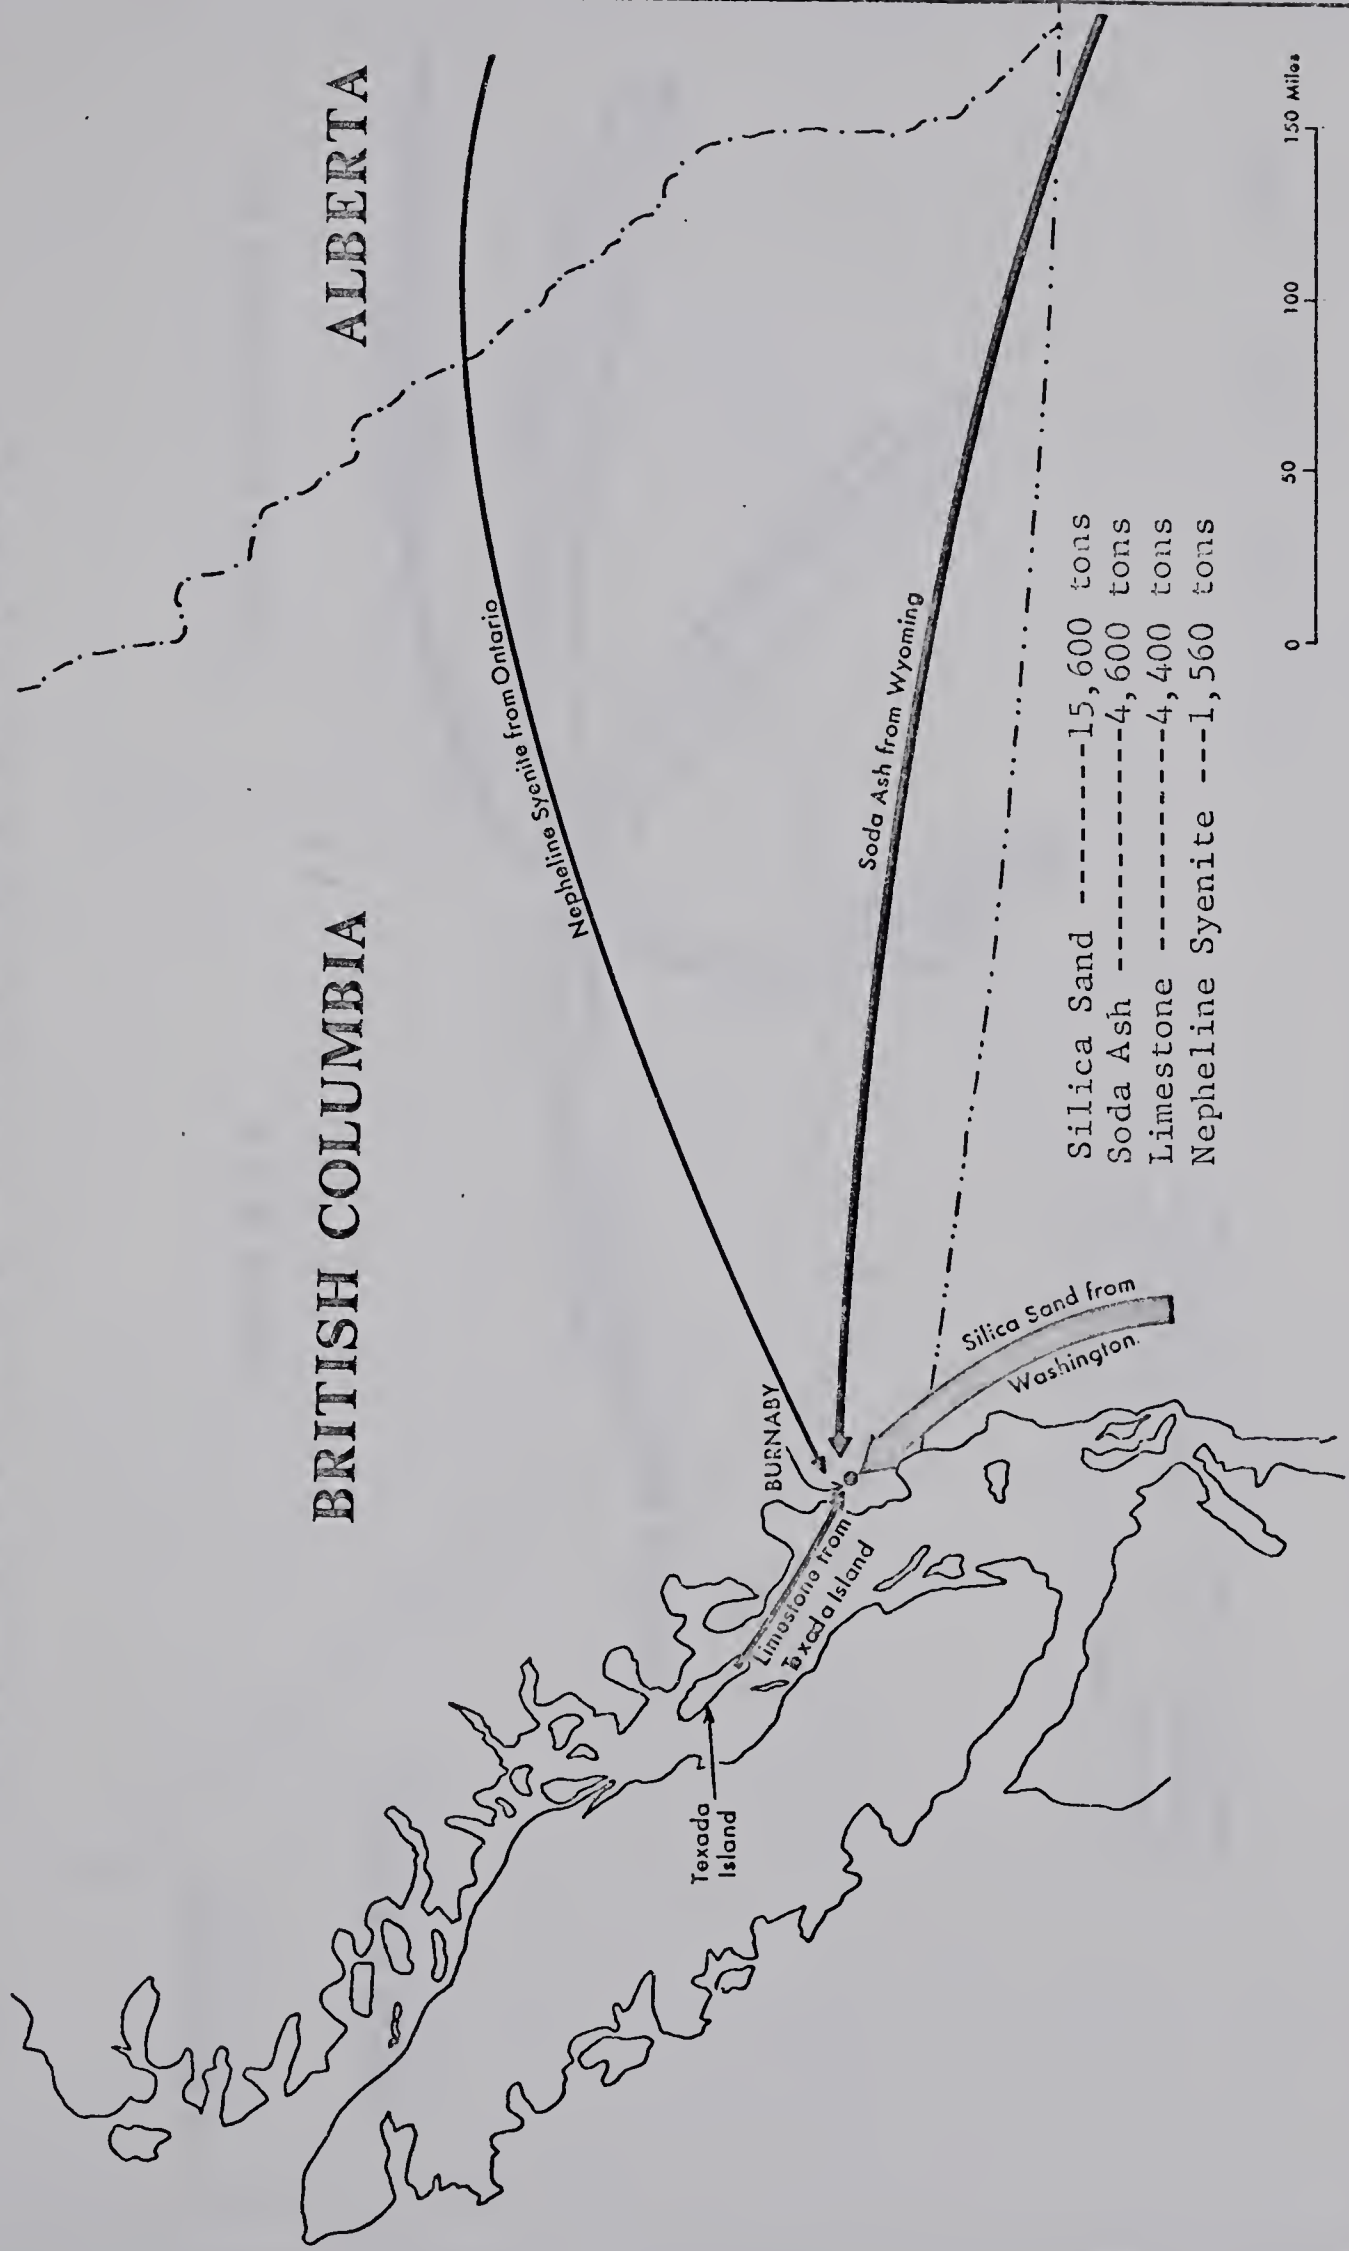 BRITISH COLUMBIA
ALBERTA
Nepheline Syenite from Ontario
Soda Ash from Wyoming
BURNABY
Limestone from
Texada Island
Texada
Island
Silica Sand from
Washington.
Silica Sand --------15,600 tons
Soda Ash ------------4,600 tons
Limestone -----------4,400 tons
Nepheline Syenite ---1,560 tons
0 50 100 150 Miles